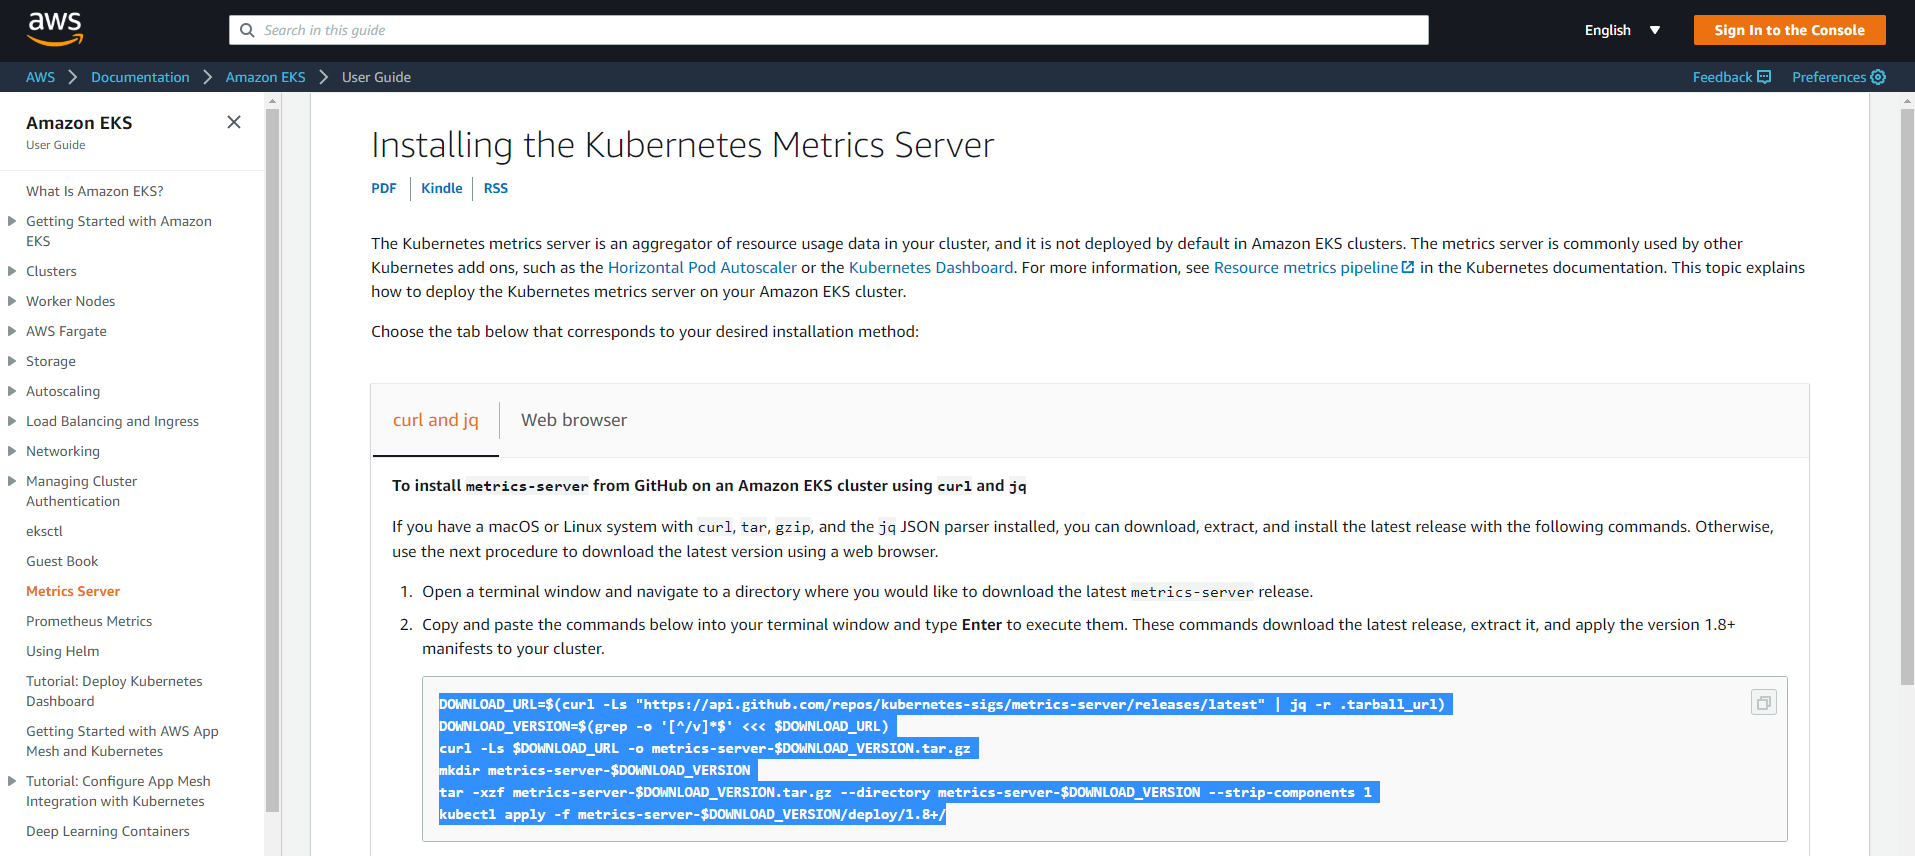 aws
Search in this guide
English
Sign In to the Console
AWS
Documentation
Amazon EKS
User Guide
Feedback
Preferences
Amazon EKS
User Guide
What Is Amazon EKS?
Getting Started with Amazon
EKS
Clusters
Worker Nodes
AWS Fargate
Storage
Autoscaling
Load Balancing and Ingress
Networking
Managing Cluster
Authentication
eksctl
Guest Book
Metrics Server
Prometheus Metrics
Using Helm
Tutorial: Deploy Kubernetes
Dashboard
Getting Started with AWS App
Mesh and Kubernetes
Tutorial: Configure App Mesh
Integration with Kubernetes
Deep Learning Containers
Installing the Kubernetes Metrics Server
PDF
Kindle
RSS
The Kubernetes metrics server is an aggregator of resource usage data in your cluster, and it is not deployed by default in Amazon EKS clusters. The metrics server is commonly used by other
Kubernetes add ons, such as the Horizontal Pod Autoscaler or the Kubernetes Dashboard. For more information, see Resource metrics pipeline in the Kubernetes documentation. This topic explains
how to deploy the Kubernetes metrics server on your Amazon EKS cluster.
Choose the tab below that corresponds to your desired installation method:
curl and jq
Web browser
To install metrics-server from GitHub on an Amazon EKS cluster using curl and jq
If you have a macOS or Linux system with curl, tar, gzip, and the jq JSON parser installed, you can download, extract, and install the latest release with the following commands. Otherwise,
use the next procedure to download the latest version using a web browser.
1. Open a terminal window and navigate to a directory where you would like to download the latest metrics-server release.
2. Copy and paste the commands below into your terminal window and type Enter to execute them. These commands download the latest release, extract it, and apply the version 1.8+
manifests to your cluster.
DOWNLOAD_URL=$(curl -Ls "https://api.github.com/repos/kubernetes-sigs/metrics-server/releases/latest" | jq -r .tarball_url)
DOWNLOAD_VERSION=$(grep -o '[^/v]*$' <<< $DOWNLOAD_URL)
curl -Ls $DOWNLOAD_URL -o metrics-server-$DOWNLOAD_VERSION.tar.gz
mkdir metrics-server-$DOWNLOAD_VERSION
tar -xzf metrics-server-$DOWNLOAD_VERSION.tar.gz --directory metrics-server-$DOWNLOAD_VERSION --strip-components 1
kubectl apply -f metrics-server-$DOWNLOAD_VERSION/deploy/1.8+/